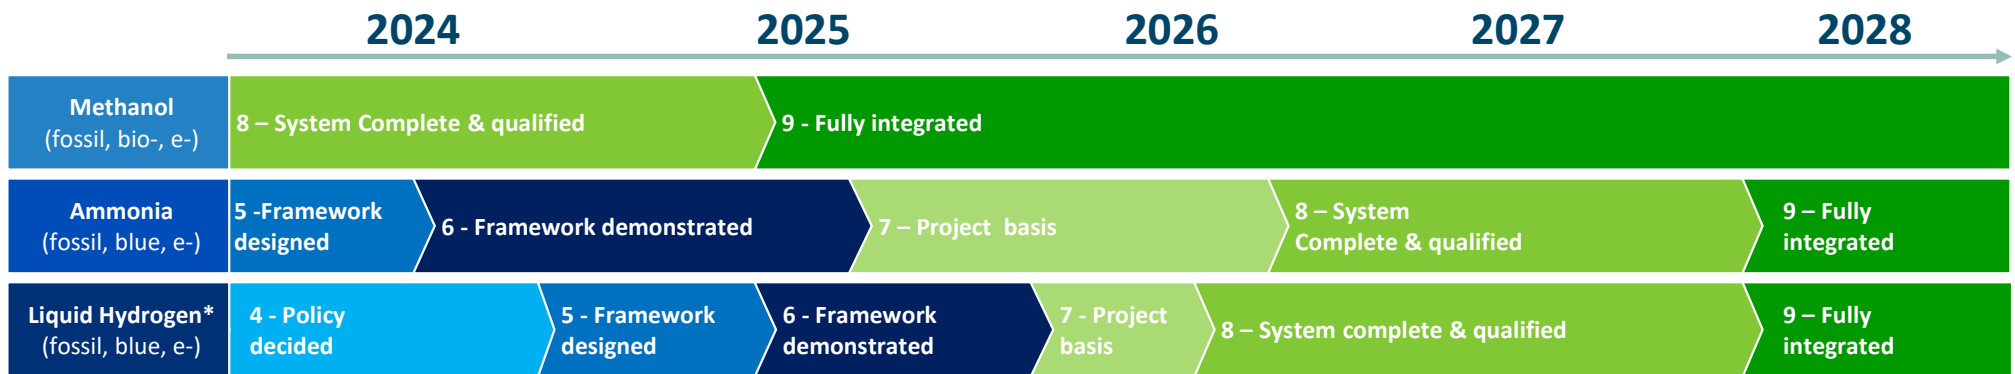 2024 2025 2026 2027 2028
Methanol
(fossil, bio-, e-)
8 – System Complete & qualified
9 - Fully integrated
Ammonia
(fossil, blue, e-)
5 -Framework
designed
6 - Framework demonstrated
7 – Project basis
8 – System
Complete & qualified
9 – Fully
integrated
Liquid Hydrogen*
(fossil, blue, e-)
4 - Policy
decided
5 - Framework
designed
6 - Framework
demonstrated
7 - Project
basis
8 – System complete & qualified
9 – Fully
integrated